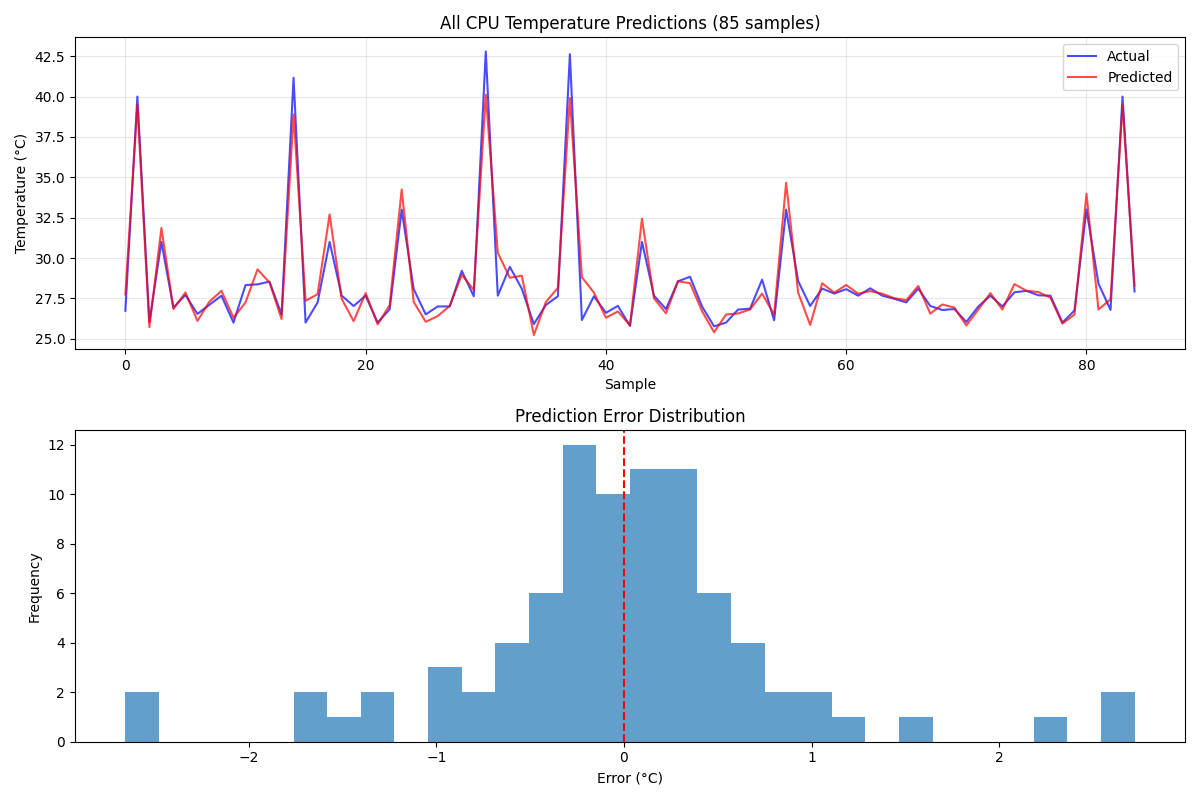 All CPU Temperature Predictions (85 samples)
Temperature (°C)
42.5
40.0
37.5
35.0
32.5
30.0
27.5
25.0
Actual
Predicted
0 20 40 60 80
Sample
Prediction Error Distribution
Frequency
12
10
8
6
4
2
0
−2 −1 0 1 2
Error (°C)